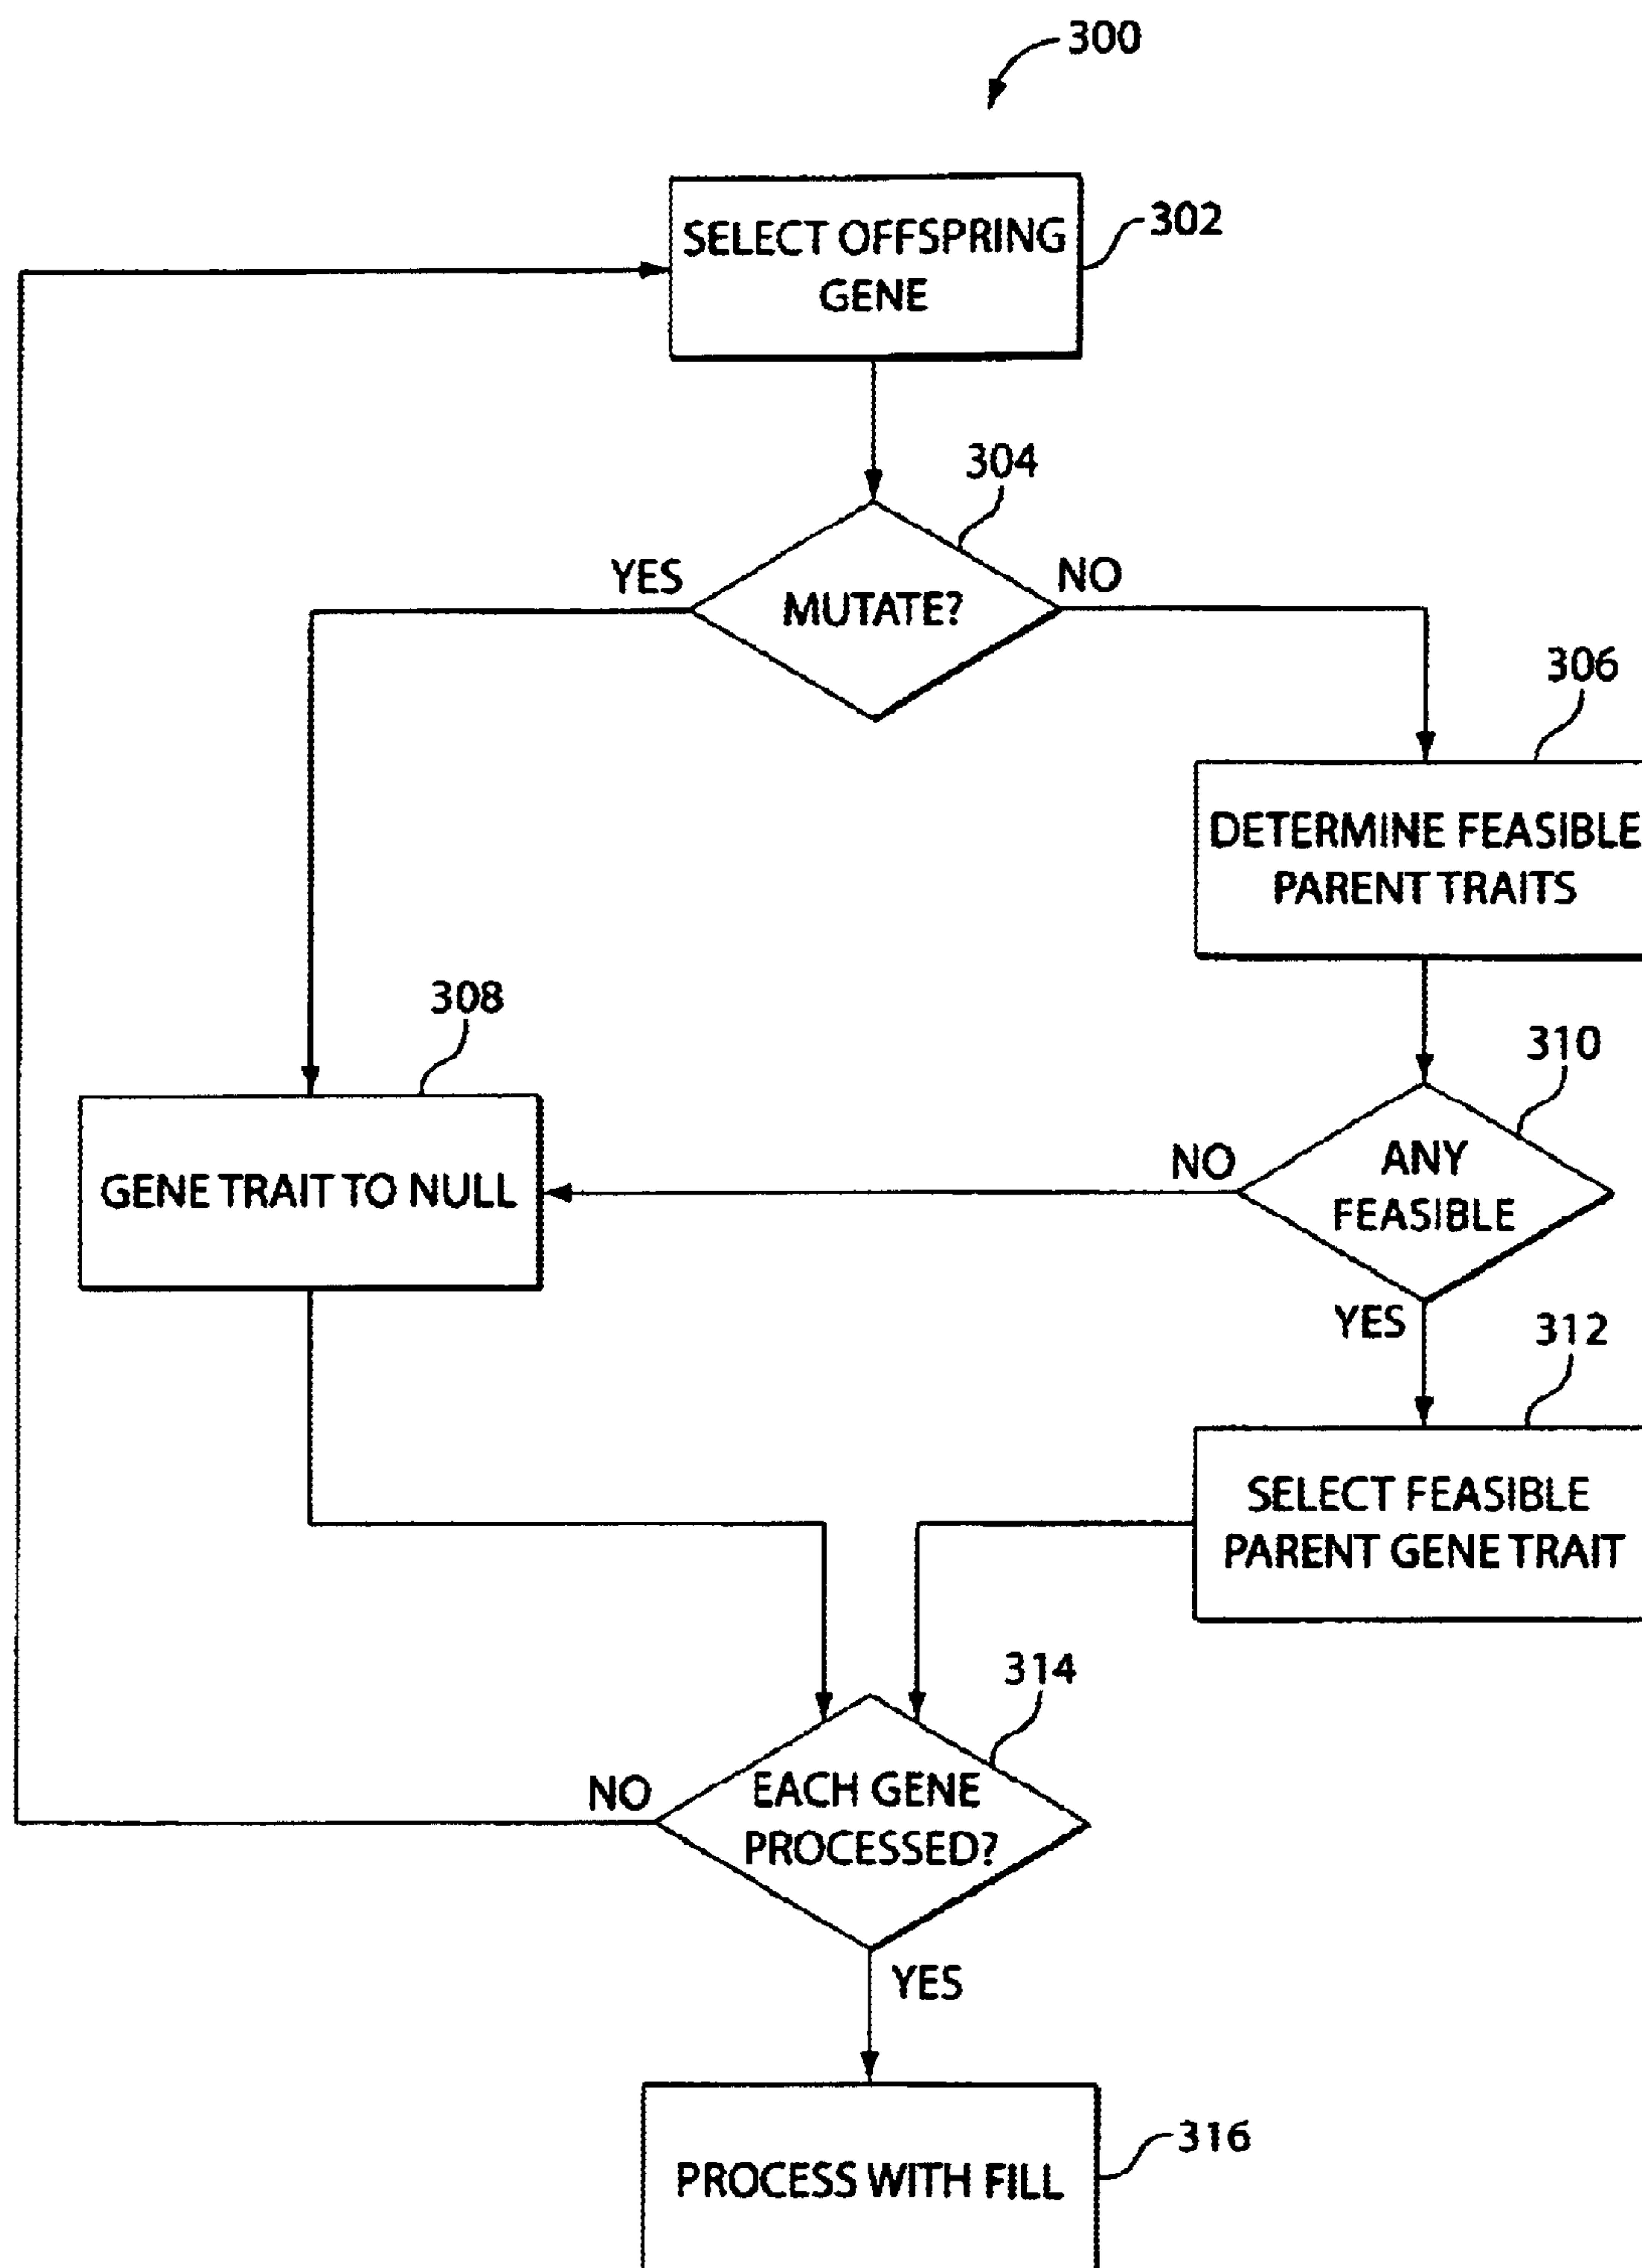 300
SELECT OFFSPRING
GENE
302
304
YES
MUTATE?
NO
306
DETERMINE FEASIBLE
PARENT TRAITS
308
GENE TRAIT TO NULL
310
NO
ANY
FEASIBLE
YES
312
SELECT FEASIBLE
PARENT GENE TRAIT
314
NO
EACH GENE
PROCESSED?
YES
PROCESS WITH FILL
316